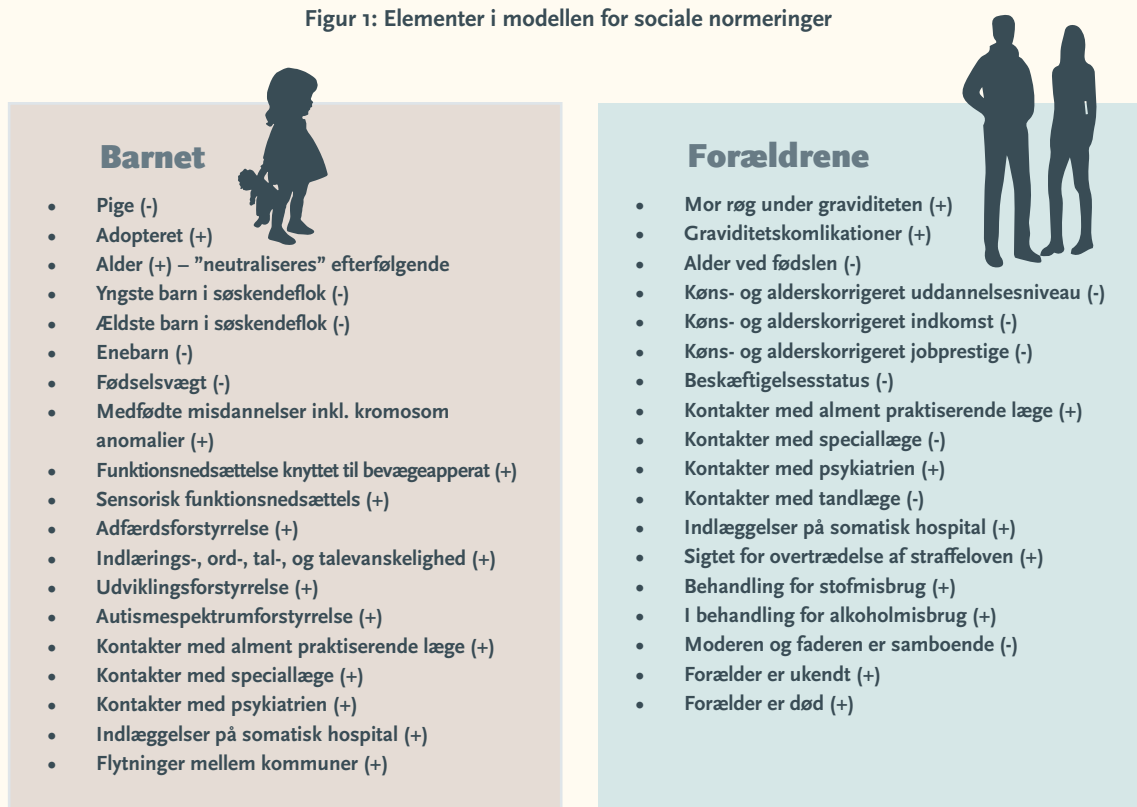 Figur 1: Elementer i modellen for sociale normeringer
Barnet
• Pige (-)
• Adopteret (+)
• Alder (+) – ”neutraliseres” efterfølgende
• Yngste barn i søskendeflok (-)
• Ældste barn i søskendeflok (-)
• Enebarn (-)
• Fødselsvægt (-)
• Medfødte misdannelser inkl. kromosom
anomalier (+)
• Funktionsnedsættelse knyttet til bevægeapperat (+)
• Sensorisk funktionsnedsættels (+)
• Adfærdsforstyrrelse (+)
• Indlærings-, ord-, tal-, og talevanskelighed (+)
• Udviklingsforstyrrelse (+)
• Autismespektrumforstyrrelse (+)
• Kontakter med alment praktiserende læge (+)
• Kontakter med speciallæge (+)
• Kontakter med psykiatrien (+)
• Indlæggelser på somatisk hospital (+)
• Flytninger mellem kommuner (+)
Forældrene
• Mor røg under graviditeten (+)
• Graviditetskomlikationer (+)
• Alder ved fødslen (-)
• Køns- og alderskorrigeret uddannelsesniveau (-)
• Køns- og alderskorrigeret indkomst (-)
• Køns- og alderskorrigeret jobprestige (-)
• Beskæftigelsesstatus (-)
• Kontakter med alment praktiserende læge (+)
• Kontakter med speciallæge (-)
• Kontakter med psykiatrien (+)
• Kontakter med tandlæge (-)
• Indlæggelser på somatisk hospital (+)
• Sigtet for overtrædelse af straffeloven (+)
• Behandling for stofmisbrug (+)
• I behandling for alkoholmisbrug (+)
• Moderen og faderen er samboende (-)
• Forælder er ukendt (+)
• Forælder er død (+)